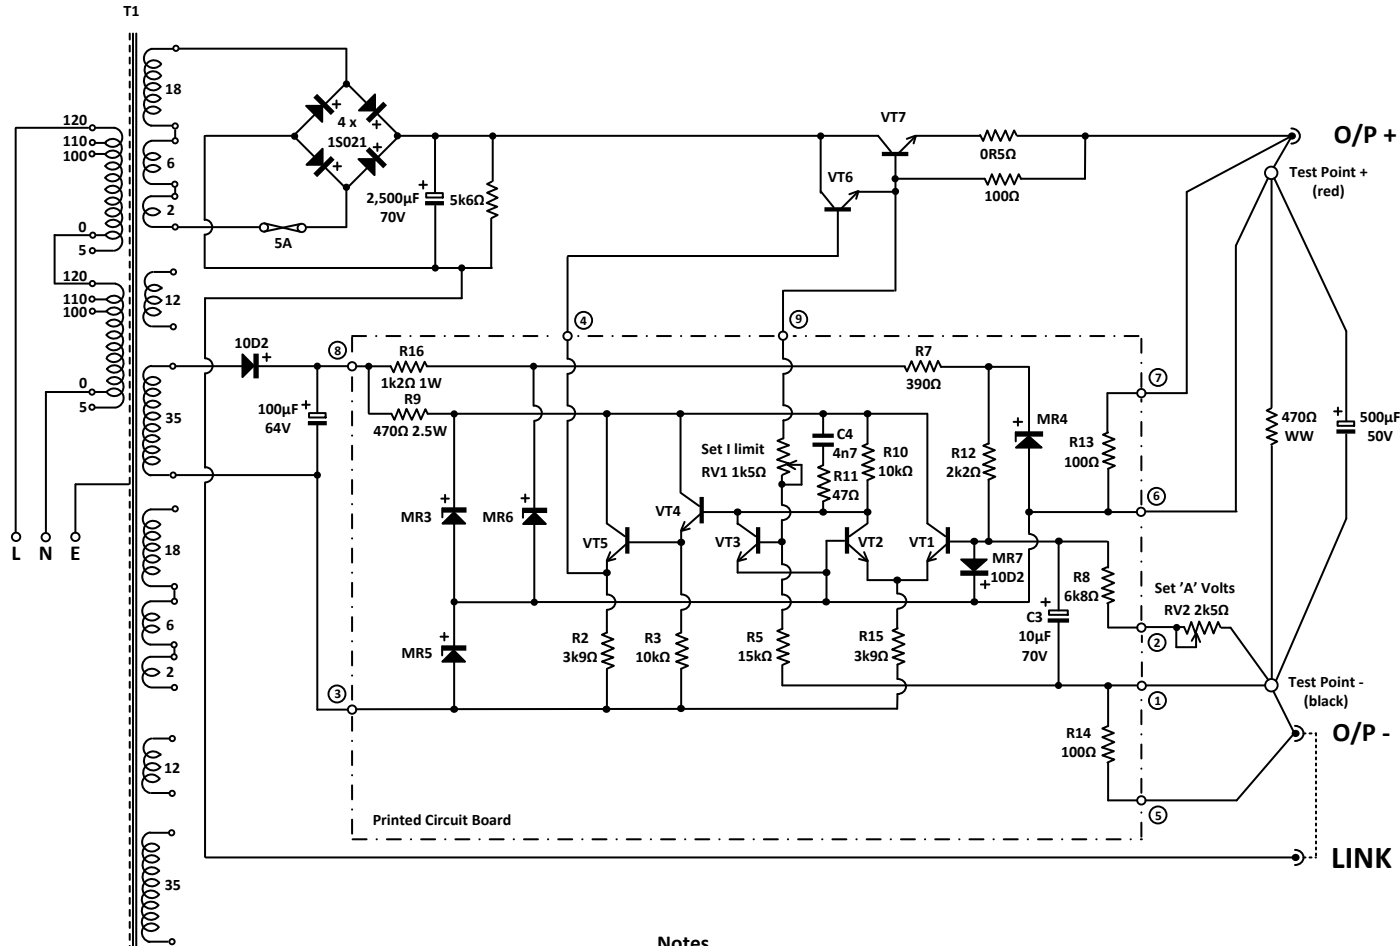 T1
120
110
100
0
5
120
110
100
0
5
L
N
E
18
6
2
12
35
18
6
2
12
35
4 x
1S021
5A
+
+
+
+
+
2,500µF
70V
5k6Ω
VT7
0R5Ω
VT6
100Ω
O/P +
Test Point +
(red)
10D2
+
100µF
+
64V
8
4
9
R16
1k2Ω 1W
R9
470Ω 2.5W
R7
390Ω
Set I limit
RV1 1k5Ω
C4
4n7
R11
47Ω
R10
10kΩ
R12
2k2Ω
+
MR4
R13
100Ω
7
6
470Ω
WW
+
500µF
50V
+
MR3
+
MR6
VT5
VT4
VT3
VT2
VT1
MR7
10D2
+
+
MR5
R2
3k9Ω
R3
10kΩ
R5
15kΩ
R15
3k9Ω
+
C3
10µF
70V
R8
6k8Ω
Set 'A' Volts
RV2 2k5Ω
2
1
3
R14
100Ω
5
Test Point -
(black)
O/P -
LINK
Printed Circuit Board
Notes